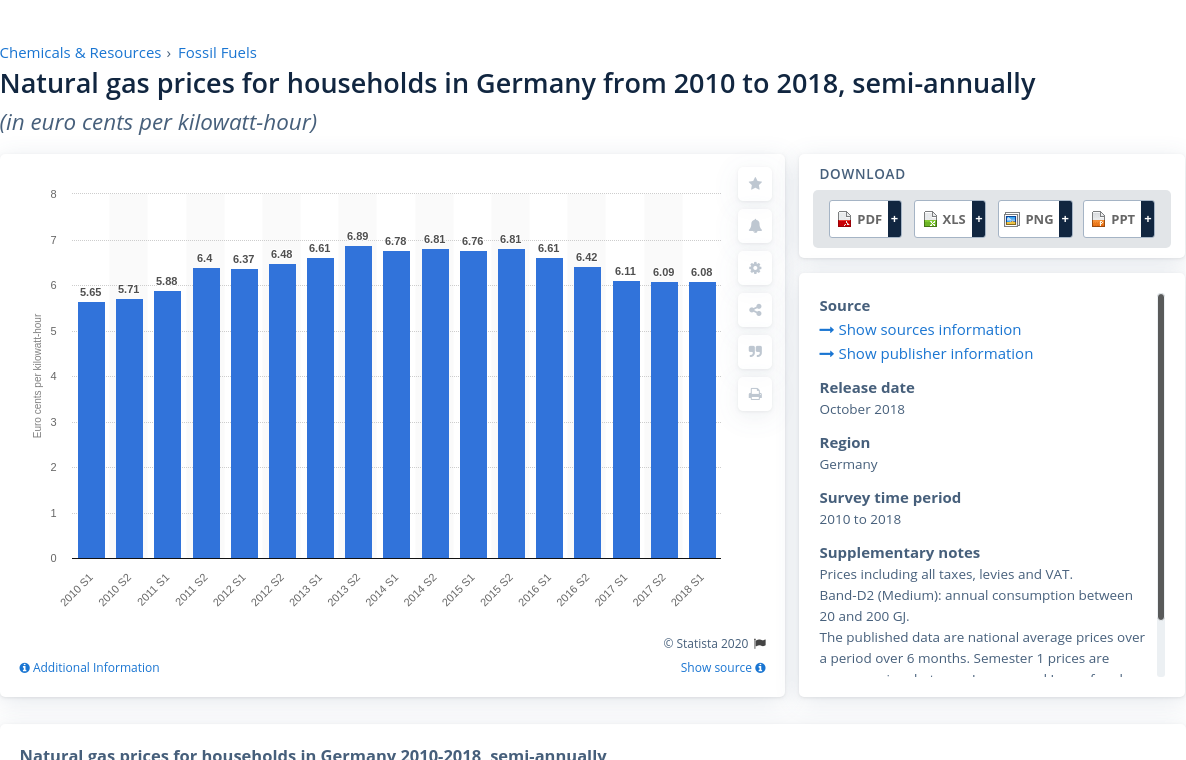 Chemicals & Resources › Fossil Fuels
Natural gas prices for households in Germany from 2010 to 2018, semi-annually
(in euro cents per kilowatt-hour)
8
7
6
5
4
3
2
1
0
Euro cents per kilowatt-hour
5.65
5.71
5.88
6.4
6.37
6.48
6.61
6.89
6.78
6.81
6.76
6.81
6.61
6.42
6.11
6.09
6.08
2010 S1
2010 S2
2011 S1
2011 S2
2012 S1
2012 S2
2013 S1
2013 S2
2014 S1
2014 S2
2015 S1
2015 S2
2016 S1
2016 S2
2017 S1
2017 S2
2018 S1
© Statista 2020
Additional Information
Show source
DOWNLOAD
PDF + XLS + PNG + PPT +
Source
Show sources information
Show publisher information
Release date
October 2018
Region
Germany
Survey time period
2010 to 2018
Supplementary notes
Prices including all taxes, levies and VAT.
Band-D2 (Medium): annual consumption between
20 and 200 GJ.
The published data are national average prices over
a period over 6 months. Semester 1 prices are
Natural gas prices for households in Germany 2010-2018, semi-annually